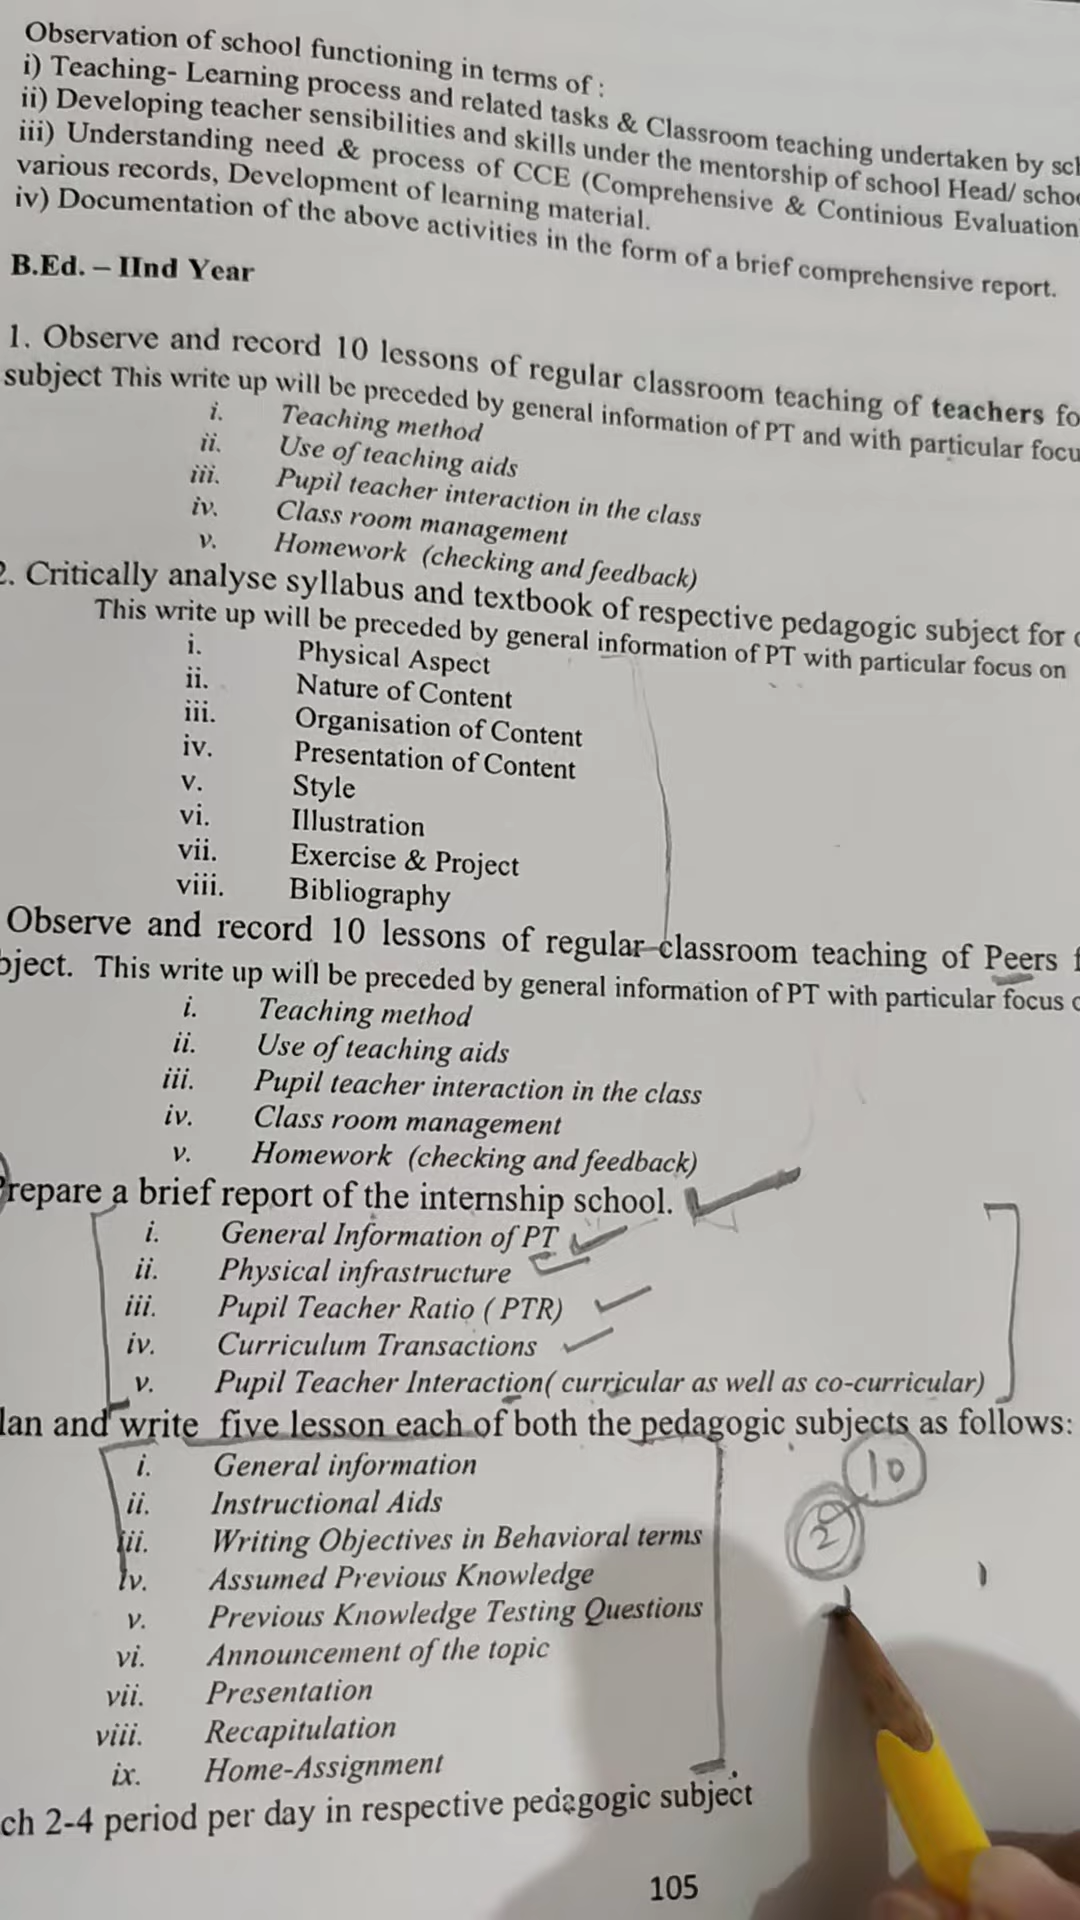 Observation of school functioning in terms of :
i) Teaching- Learning process and related tasks & Classroom teaching undertaken by
ii) Developing teacher sensibilities and skills under the mentorship of school Head/
iii) Understanding need & process of CCE (Comprehensive & Continious Evaluation
various records, Development of learning material.
iv) Documentation of the above activities in the form of a brief comprehensive report.
B.Ed. – IInd Year
1. Observe and record 10 lessons of regular classroom teaching of teachers
subject This write up will be preceded by general information of PT and with particular
i. Teaching method
ii. Use of teaching aids
iii. Pupil teacher interaction in the class
iv. Class room management
v. Homework (checking and feedback)
2. Critically analyse syllabus and textbook of respective pedagogic subject for
This write up will be preceded by general information of PT with particular focus on
i. Physical Aspect
ii. Nature of Content
iii. Organisation of Content
iv. Presentation of Content
v. Style
vi. Illustration
vii. Exercise & Project
viii. Bibliography
Observe and record 10 lessons of regular classroom teaching of Peers
bject. This write up will be preceded by general information of PT with particular focus
i. Teaching method
ii. Use of teaching aids
iii. Pupil teacher interaction in the class
iv. Class room management
v. Homework (checking and feedback)
Prepare a brief report of the internship school.
i. General Information of PT
ii. Physical infrastructure
iii. Pupil Teacher Ratio ( PTR)
iv. Curriculum Transactions
v. Pupil Teacher Interaction( curricular as well as co-curricular)
lan and write five lesson each of both the pedagogic subjects as follows:
i. General information
10
ii. Instructional Aids
2
iii. Writing Objectives in Behavioral terms
iv. Assumed Previous Knowledge
v. Previous Knowledge Testing Questions
vi. Announcement of the topic
vii. Presentation
viii. Recapitulation
ix. Home-Assignment
ch 2-4 period per day in respective pedagogic subject
105